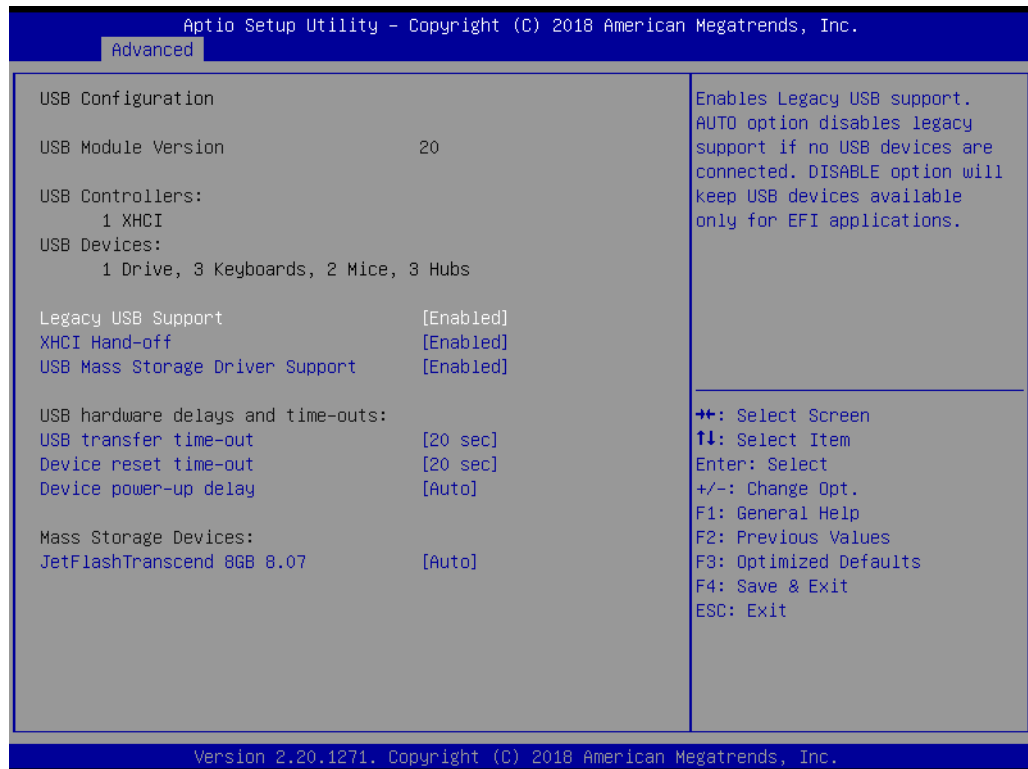 Aptio Setup Utility – Copyright (C) 2018 American Megatrends, Inc.
Advanced
USB Configuration
USB Module Version 20
USB Controllers:
1 XHCI
USB Devices:
1 Drive, 3 Keyboards, 2 Mice, 3 Hubs
Legacy USB Support [Enabled]
XHCI Hand-off [Enabled]
USB Mass Storage Driver Support [Enabled]
USB hardware delays and time-outs:
USB transfer time-out [20 sec]
Device reset time-out [20 sec]
Device power-up delay [Auto]
Mass Storage Devices:
JetFlashTranscend 8GB 8.07 [Auto]
Enables Legacy USB support.
AUTO option disables legacy
support if no USB devices are
connected. DISABLE option will
keep USB devices available
only for EFI applications.
→←: Select Screen
↑↓: Select Item
Enter: Select
+/-: Change Opt.
F1: General Help
F2: Previous Values
F3: Optimized Defaults
F4: Save & Exit
ESC: Exit
Version 2.20.1271. Copyright (C) 2018 American Megatrends, Inc.